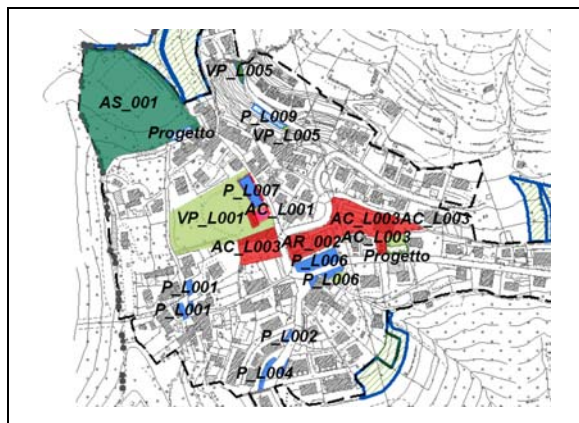 VP_L005
AS_001
P_L009
Progetto
VP_L005
P_L007
AC_L001
VP_L001
AC_L003AC_L003
AC_L003
AR_002
AC_L003
P_L006
Progetto
P_L006
P_L001
P_L001
P_L002
P_L004